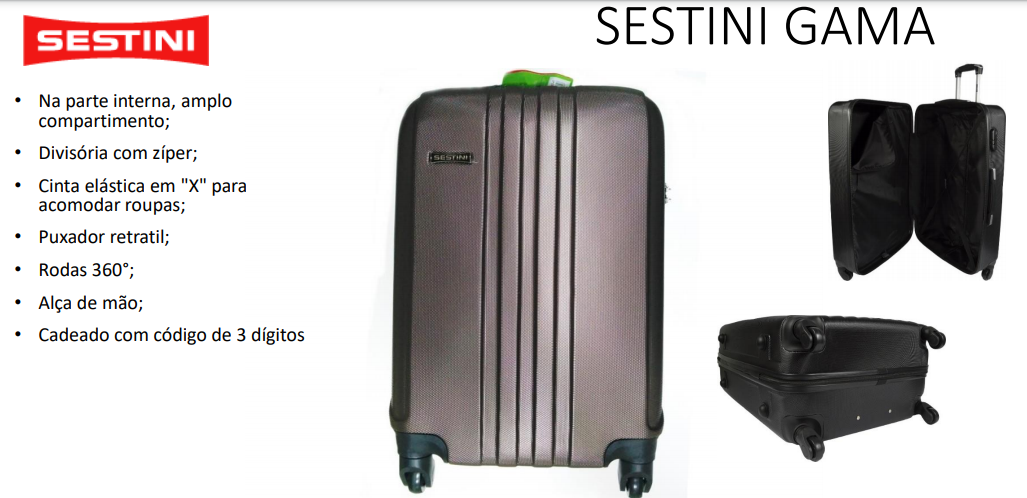 SESTINI GAMA
SESTINI
• Na parte interna, amplo
compartimento;
• Divisória com zíper;
• Cinta elástica em "X" para
acomodar roupas;
• Puxador retratil;
• Rodas 360°;
• Alça de mão;
• Cadeado com código de 3 dígitos
SESTINI